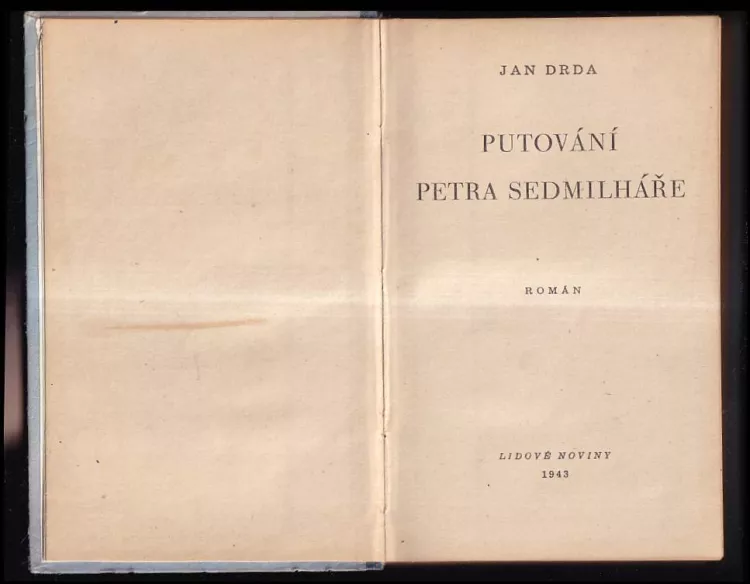 JAN DRDA
PUTOVÁNÍ
PETRA SEDMILHÁŘE
ROMÁN
LIDOVÉ NOVINY
1943